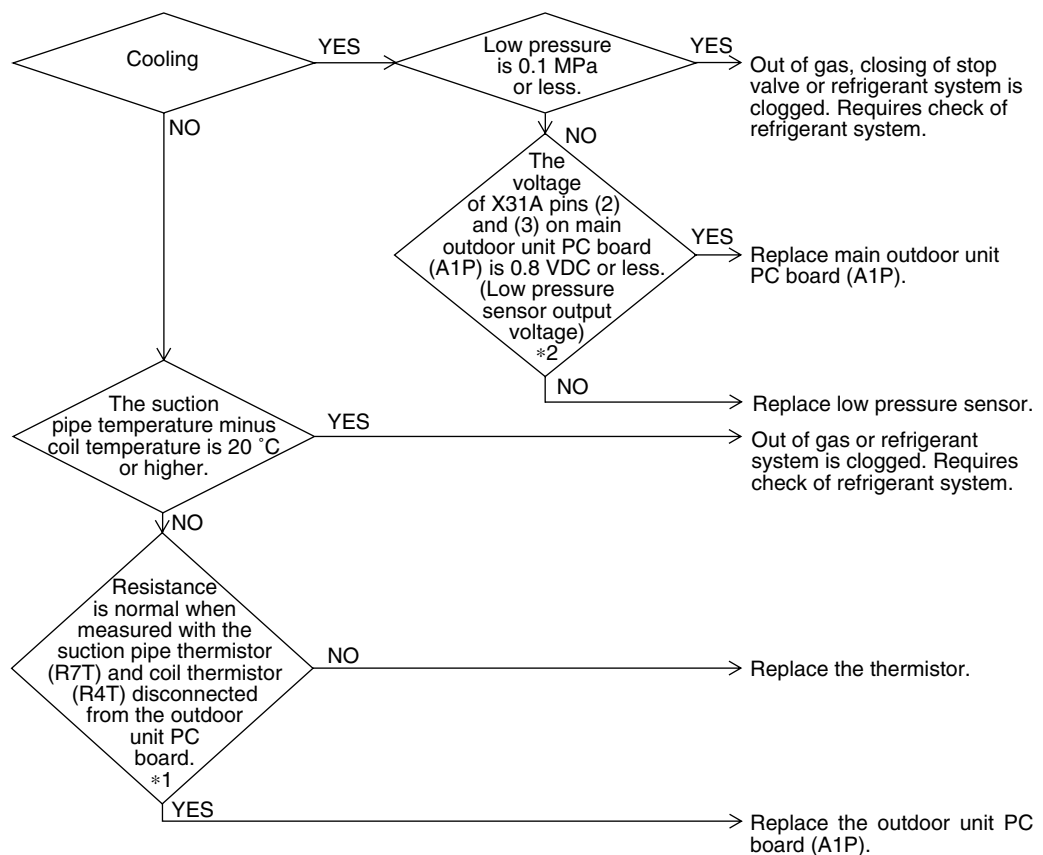 Cooling
YES
Low pressure
is 0.1 MPa
or less.
YES
Out of gas, closing of stop
valve or refrigerant system is
clogged. Requires check of
refrigerant system.
NO
NO
The
voltage
of X31A pins (2)
and (3) on main
outdoor unit PC board
(A1P) is 0.8 VDC or less.
(Low pressure
sensor output
voltage)
*2
YES
Replace main outdoor unit
PC board (A1P).
NO
Replace low pressure sensor.
The suction
pipe temperature minus
coil temperature is 20 ˚C
or higher.
YES
Out of gas or refrigerant
system is clogged. Requires
check of refrigerant system.
NO
Resistance
is normal when
measured with the
suction pipe thermistor
(R7T) and coil thermistor
(R4T) disconnected
from the outdoor
unit PC
board.
*1
NO
Replace the thermistor.
YES
Replace the outdoor unit PC
board (A1P).